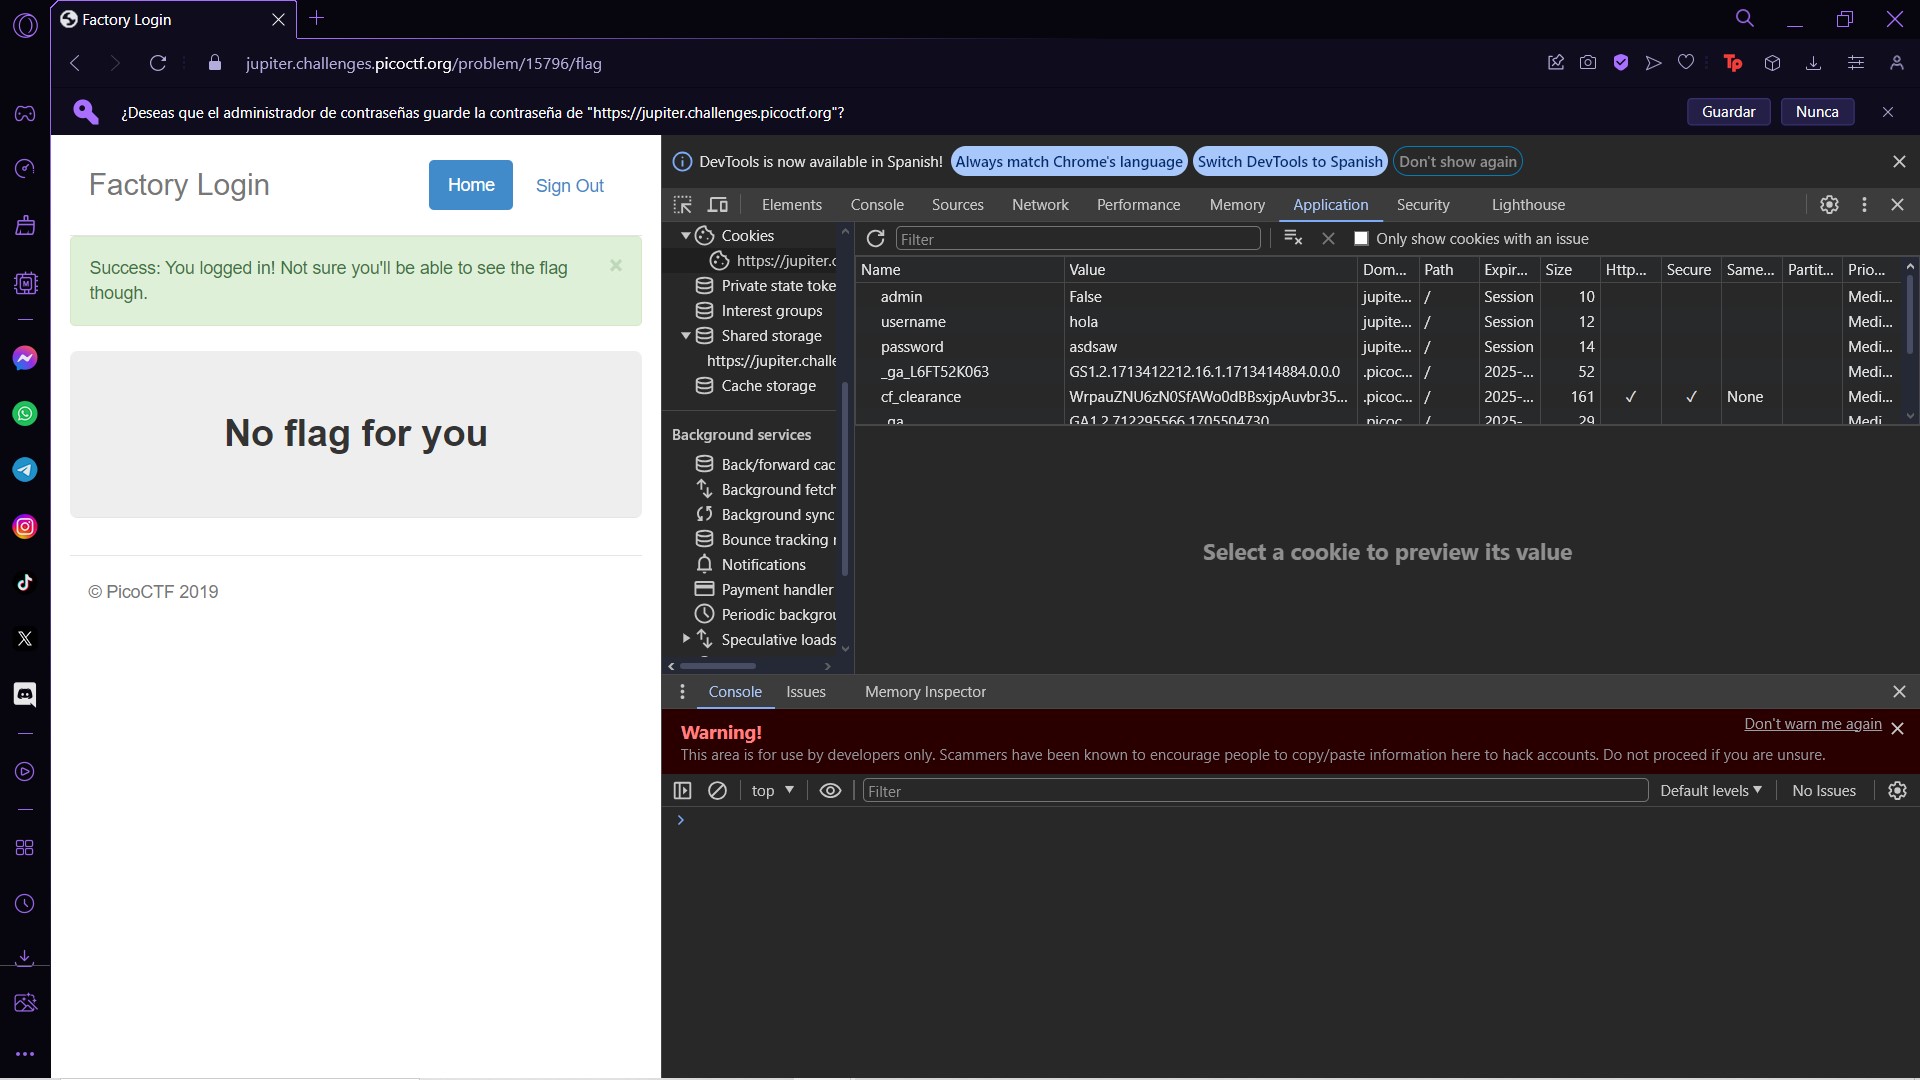 Factory Login
jupiter.challenges.picoctf.org/problem/15796/flag
Tp
¿Deseas que el administrador de contraseñas guarde la contraseña de "https://jupiter.challenges.picoctf.org"?
Guardar
Nunca
Factory Login
Home
Sign Out
Success: You logged in! Not sure you'll be able to see the flag
though.
No flag for you
© PicoCTF 2019
DevTools is now available in Spanish!
Always match Chrome's language
Switch DevTools to Spanish
Don't show again
Elements Console Sources Network Performance Memory Application Security Lighthouse
Cookies
https://jupiter.c
Private state toke
Interest groups
Shared storage
https://jupiter.challe
Cache storage
Background services
Back/forward cac
Background fetch
Background sync
Bounce tracking r
Notifications
Payment handler
Periodic backgrou
Speculative loads
Filter
Only show cookies with an issue
Name Value Dom... Path Expir... Size Http... Secure Same... Partit... Prio...
admin False jupite... / Session 10 Medi...
username hola jupite... / Session 12 Medi...
password asdsaw jupite... / Session 14 Medi...
_ga_L6FT52K063 GS1.2.1713412212.16.1.1713414884.0.0.0 .picoc... / 2025-... 52 Medi...
cf_clearance WrpauZNU6zN0SfAWo0dBBsxjpAuvbr35... .picoc... / 2025-... 161 ✓ ✓ None Medi...
_ga GA1.2.712295566.1705504730 .picoc... / 2025-... 29 Medi...
Select a cookie to preview its value
Console Issues Memory Inspector
Warning!
Don't warn me again
This area is for use by developers only. Scammers have been known to encourage people to copy/paste information here to hack accounts. Do not proceed if you are unsure.
top
Filter
Default levels
No Issues